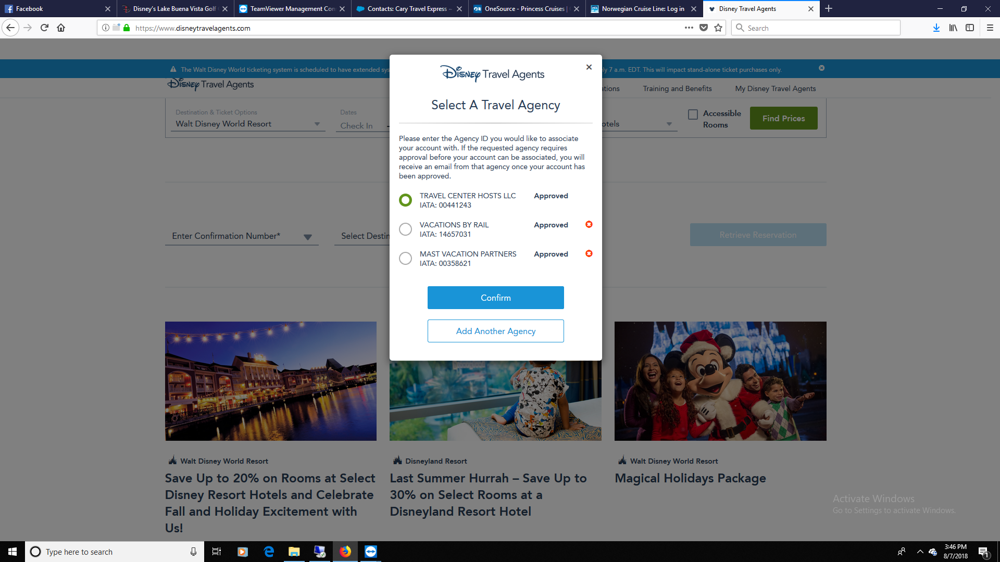 Facebook
Disney's Lake Buena Vista Golf
TeamViewer Management Con
Contacts: Cary Travel Express ~
OneSource - Princess Cruises |
Norwegian Cruise Line: Log in
Disney Travel Agents
https://www.disneytravelagents.com
Search
The Walt Disney World ticketing system is scheduled to have extended sys
ly 7 a.m. EDT. This will impact stand-alone ticket purchases only.
Disney Travel Agents
ations
Training and Benefits
My Disney Travel Agents
Destination & Ticket Options
Walt Disney World Resort
Dates
Check In
otels
Accessible
Rooms
Find Prices
Disney Travel Agents
Select A Travel Agency
Please enter the Agency ID you would like to associate
your account with. If the requested agency requires
approval before your account can be associated, you will
receive an email from that agency once your account has
been approved.
TRAVEL CENTER HOSTS LLC Approved
IATA: 00441243
VACATIONS BY RAIL Approved
IATA: 14657031
MAST VACATION PARTNERS Approved
IATA: 00358621
Confirm
Add Another Agency
Enter Confirmation Number*
Select Destin
Retrieve Reservation
Walt Disney World Resort
Save Up to 20% on Rooms at Select
Disney Resort Hotels and Celebrate
Fall and Holiday Excitement with
Us!
Disneyland Resort
Last Summer Hurrah – Save Up to
30% on Select Rooms at a
Disneyland Resort Hotel
Walt Disney World Resort
Magical Holidays Package
Activate Windows
Go to Settings to activate Windows.
Type here to search
3:46 PM
8/7/2018
1